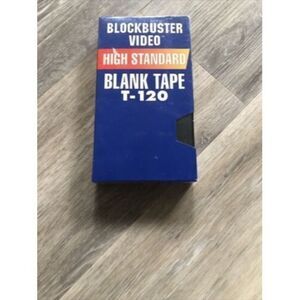 BLOCKBUSTER
VIDEO
HIGH STANDARD
BLANK TAPE
T-120